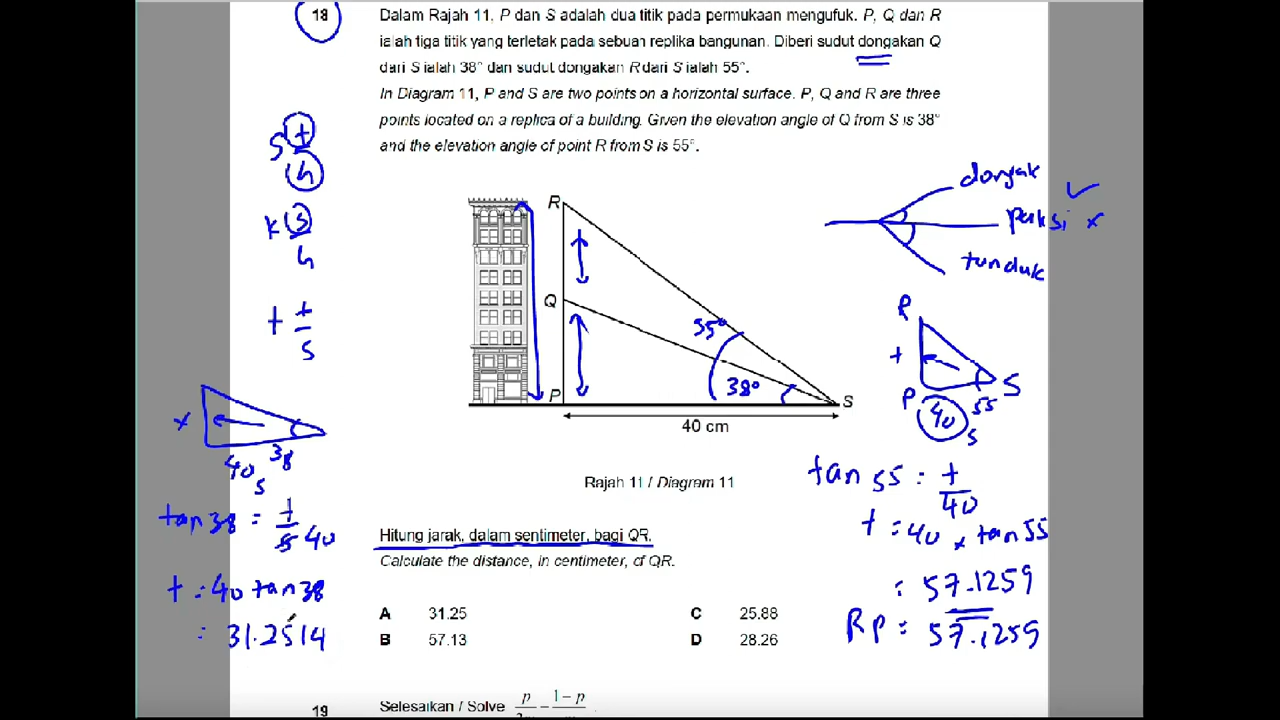 18 Dalam Rajah 11, P dan S adalah dua titik pada permukaan mengufuk. P, Q dan R
ialah tiga titik yang terletak pada sebuah replika bangunan. Diberi sudut dongakan Q
dari S ialah 38° dan sudut dongakan R dari S ialah 55°.
In Diagram 11, P and S are two points on a horizontal surface. P, Q and R are three
points located on a replica of a building. Given the elevation angle of Q from S is 38°
and the elevation angle of point R from S is 55°.
s t
h
k s
h
t t
s
dongak
paksi x
tunduk
R
Q
P
S
55°
38°
40 cm
Rajah 11 / Diagram 11
x
40 38
s
tan 38 = t
s 40
t = 40 tan 38
= 31.2514
R
t
P
S
40
55
s
tan 55 = t
40
t = 40 x tan 55
= 57.1259
RP = 57.1259
Hitung jarak, dalam sentimeter, bagi QR.
Calculate the distance, in centimeter, of QR.
A 31.25
B 57.13
C 25.88
D 28.26
19 Selesaikan / Solve p 1 − p